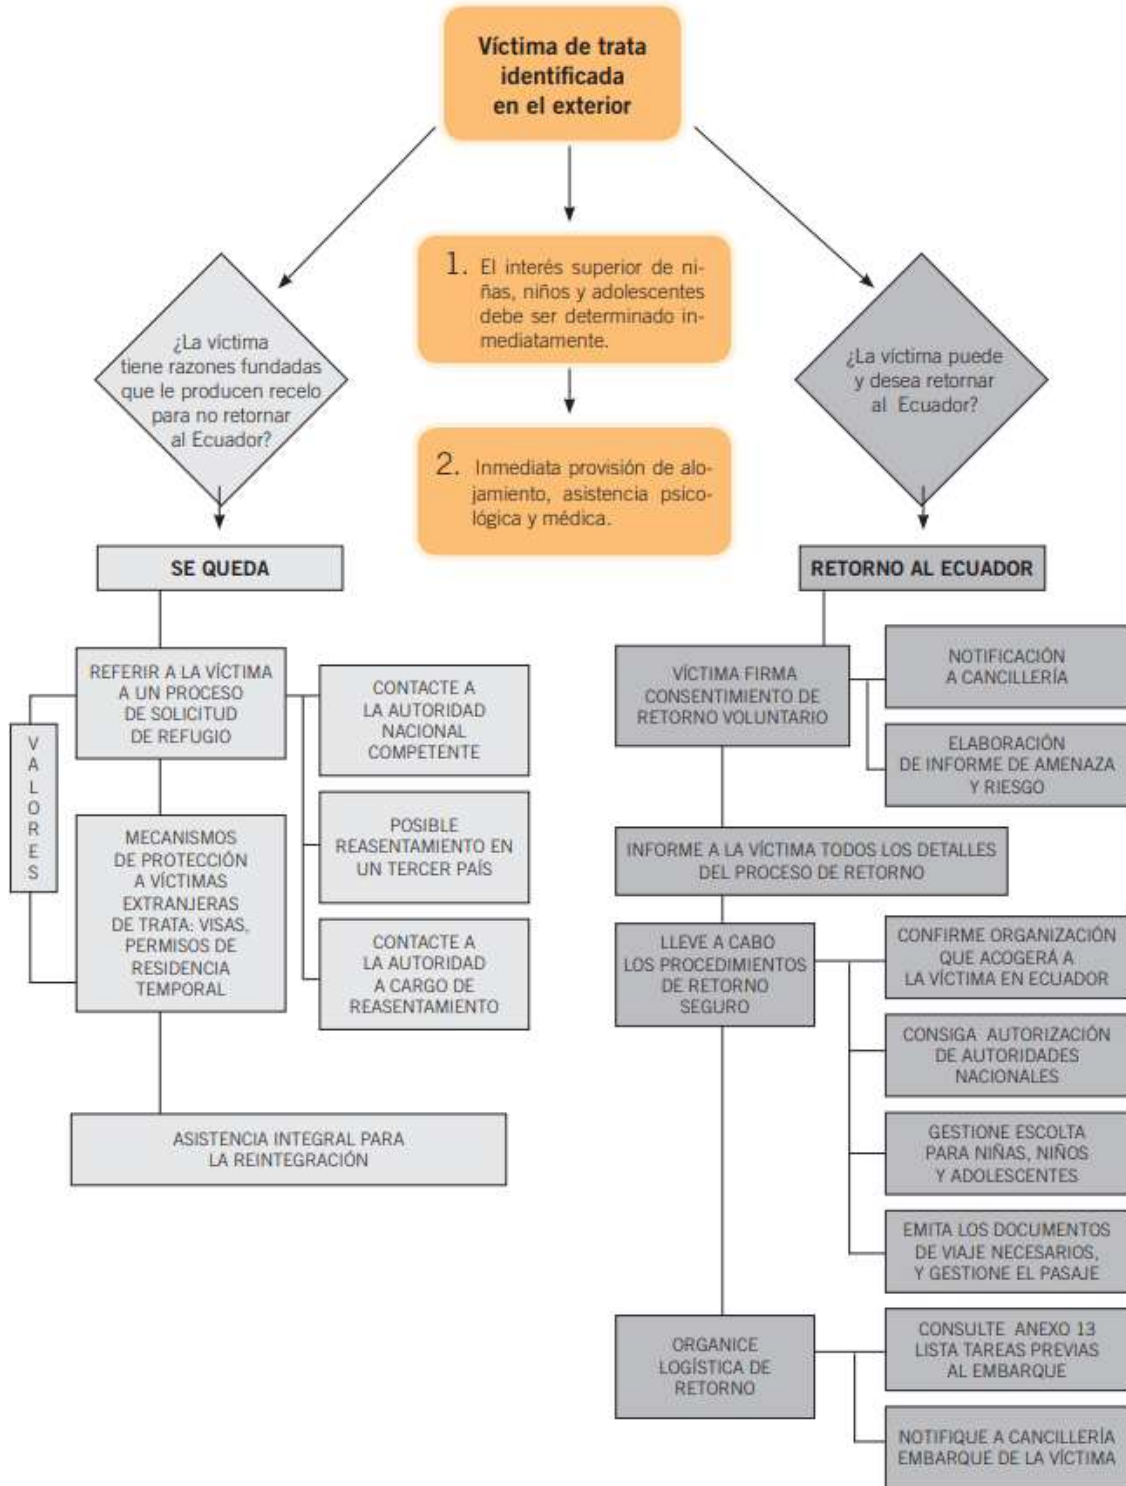 Víctima de trata
identificada
en el exterior
1. El interés superior de ni-
ñas, niños y adolescentes
debe ser determinado in-
mediatamente.
2. Inmediata provisión de alo-
jamiento, asistencia psico-
lógica y médica.
¿La víctima
tiene razones fundadas
que le producen recelo
para no retornar
al Ecuador?
SE QUEDA
REFERIR A LA VÍCTIMA
A UN PROCESO
DE SOLICITUD
DE REFUGIO
VALORES
MECANISMOS
DE PROTECCIÓN
A VÍCTIMAS
EXTRANJERAS
DE TRATA: VISAS,
PERMISOS DE
RESIDENCIA
TEMPORAL
CONTACTE A
LA AUTORIDAD
NACIONAL
COMPETENTE
POSIBLE
REASENTAMIENTO EN
UN TERCER PAÍS
CONTACTE A
LA AUTORIDAD
A CARGO DE
REASENTAMIENTO
ASISTENCIA INTEGRAL PARA
LA REINTEGRACIÓN
¿La víctima puede
y desea retornar
al Ecuador?
RETORNO AL ECUADOR
VÍCTIMA FIRMA
CONSENTIMIENTO DE
RETORNO VOLUNTARIO
NOTIFICACIÓN
A CANCILLERÍA
ELABORACIÓN
DE INFORME DE AMENAZA
Y RIESGO
INFORME A LA VÍCTIMA TODOS LOS DETALLES
DEL PROCESO DE RETORNO
LLEVE A CABO
LOS PROCEDIMIENTOS
DE RETORNO
SEGURO
CONFIRME ORGANIZACIÓN
QUE ACOGERÁ A
LA VÍCTIMA EN ECUADOR
CONSIGA AUTORIZACIÓN
DE AUTORIDADES
NACIONALES
GESTIONE ESCOLTA
PARA NIÑAS, NIÑOS
Y ADOLESCENTES
EMITA LOS DOCUMENTOS
DE VIAJE NECESARIOS,
Y GESTIONE EL PASAJE
ORGANICE
LOGÍSTICA DE
RETORNO
CONSULTE ANEXO 13
LISTA TAREAS PREVIAS
AL EMBARQUE
NOTIFIQUE A CANCILLERÍA
EMBARQUE DE LA VÍCTIMA